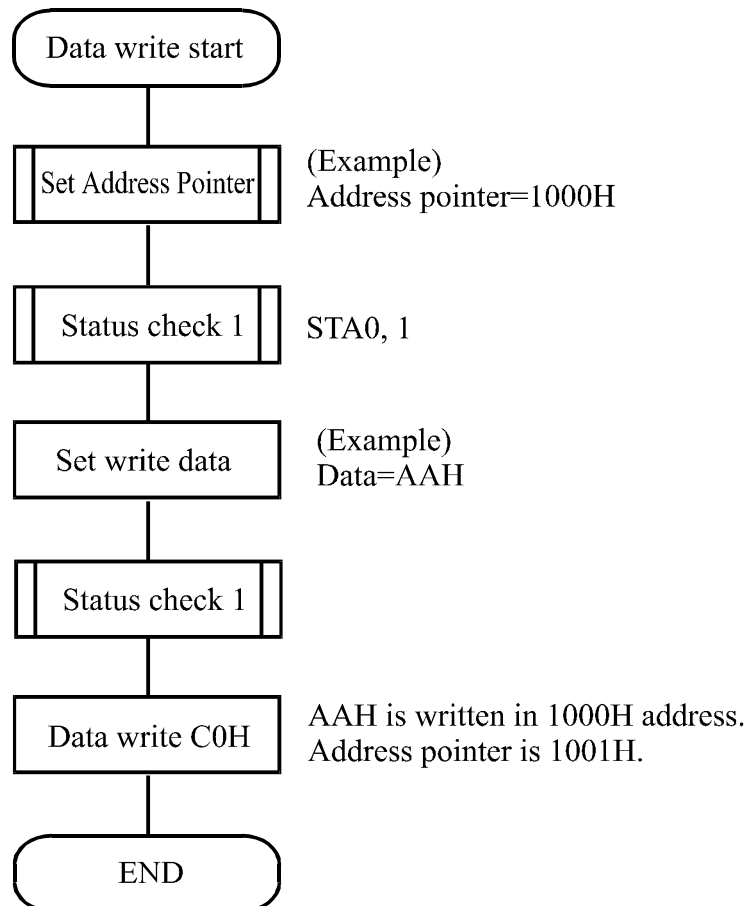 Data write start
Set Address Pointer
(Example)
Address pointer=1000H
Status check 1
STA0, 1
Set write data
(Example)
Data=AAH
Status check 1
Data write C0H
AAH is written in 1000H address.
Address pointer is 1001H.
END